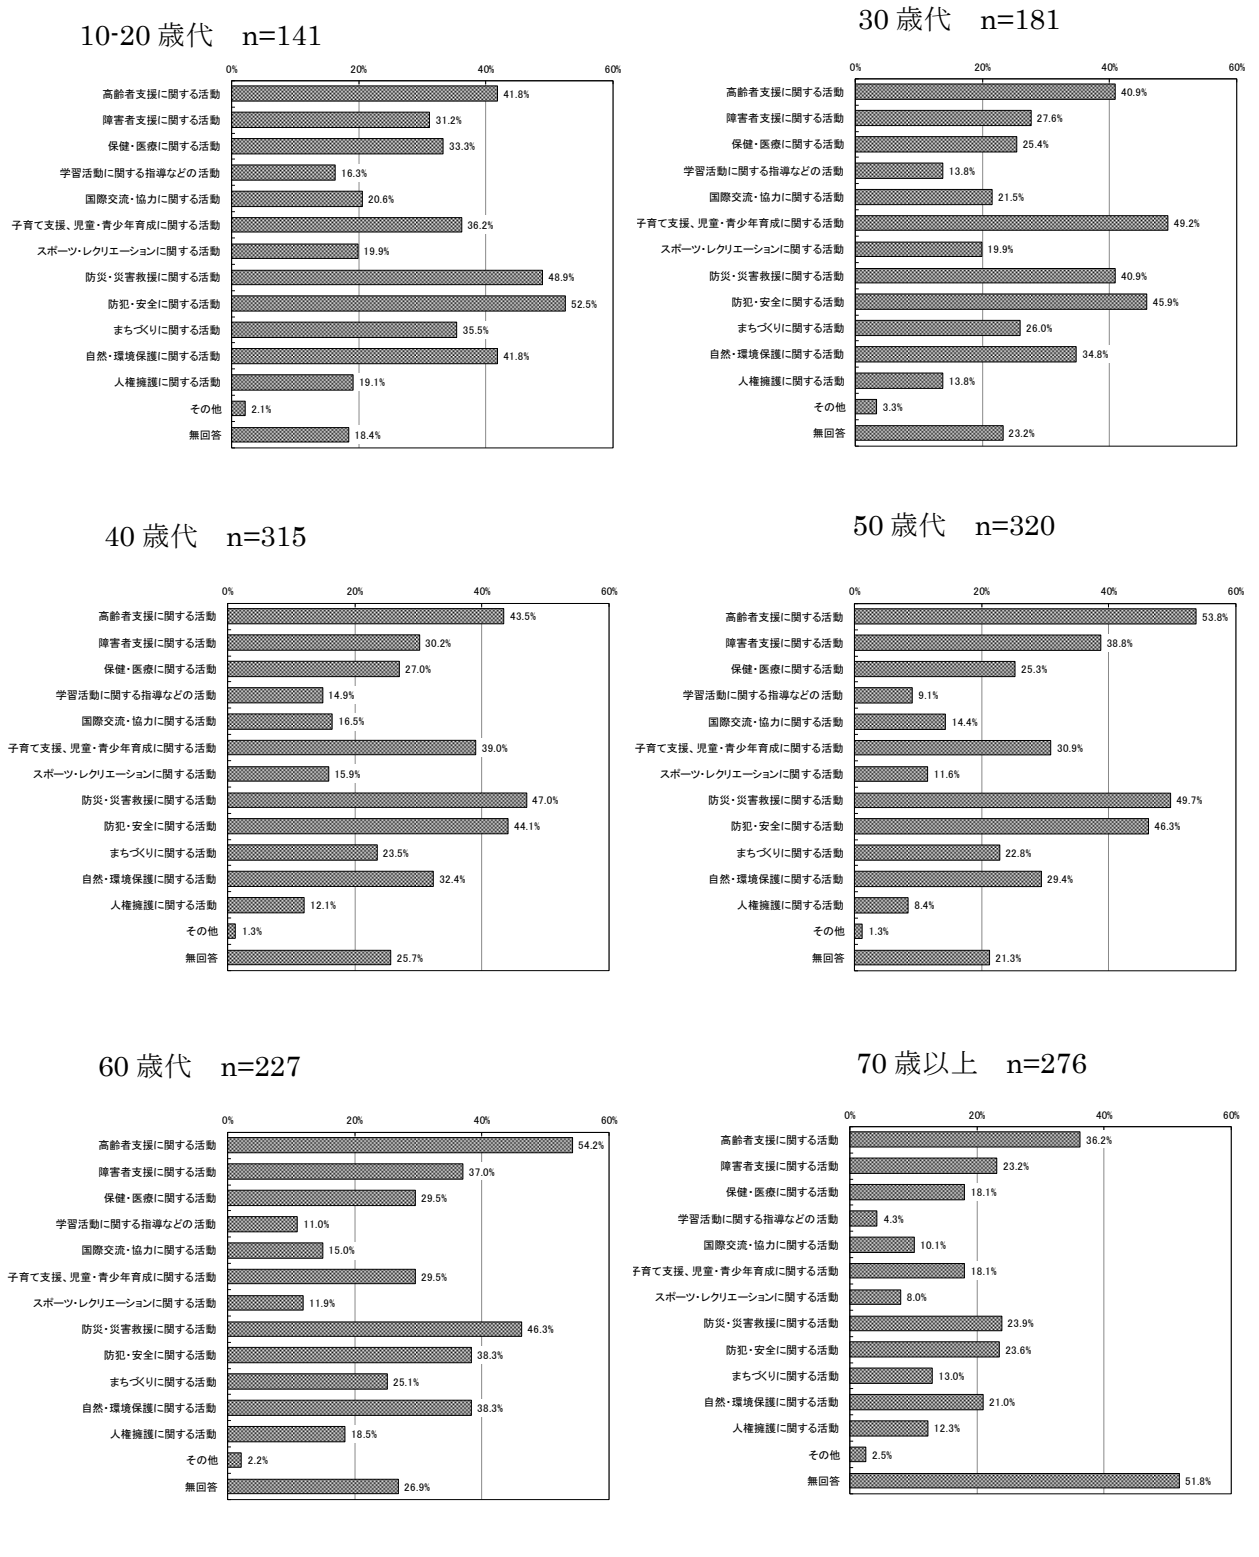 10-20 歳代　n=141
0% 20% 40% 60%
高齢者支援に関する活動 41.8%
障害者支援に関する活動 31.2%
保健・医療に関する活動 33.3%
学習活動に関する指導などの活動 16.3%
国際交流・協力に関する活動 20.6%
子育て支援、児童・青少年育成に関する活動 36.2%
スポーツ・レクリエーションに関する活動 19.9%
防災・災害救援に関する活動 48.9%
防犯・安全に関する活動 52.5%
まちづくりに関する活動 35.5%
自然・環境保護に関する活動 41.8%
人権擁護に関する活動 19.1%
その他 2.1%
無回答 18.4%
30 歳代　n=181
0% 20% 40% 60%
高齢者支援に関する活動 40.9%
障害者支援に関する活動 27.6%
保健・医療に関する活動 25.4%
学習活動に関する指導などの活動 13.8%
国際交流・協力に関する活動 21.5%
子育て支援、児童・青少年育成に関する活動 49.2%
スポーツ・レクリエーションに関する活動 19.9%
防災・災害救援に関する活動 40.9%
防犯・安全に関する活動 45.9%
まちづくりに関する活動 26.0%
自然・環境保護に関する活動 34.8%
人権擁護に関する活動 13.8%
その他 3.3%
無回答 23.2%
40 歳代　n=315
0% 20% 40% 60%
高齢者支援に関する活動 43.5%
障害者支援に関する活動 30.2%
保健・医療に関する活動 27.0%
学習活動に関する指導などの活動 14.9%
国際交流・協力に関する活動 16.5%
子育て支援、児童・青少年育成に関する活動 39.0%
スポーツ・レクリエーションに関する活動 15.9%
防災・災害救援に関する活動 47.0%
防犯・安全に関する活動 44.1%
まちづくりに関する活動 23.5%
自然・環境保護に関する活動 32.4%
人権擁護に関する活動 12.1%
その他 1.3%
無回答 25.7%
50 歳代　n=320
0% 20% 40% 60%
高齢者支援に関する活動 53.8%
障害者支援に関する活動 38.8%
保健・医療に関する活動 25.3%
学習活動に関する指導などの活動 9.1%
国際交流・協力に関する活動 14.4%
子育て支援、児童・青少年育成に関する活動 30.9%
スポーツ・レクリエーションに関する活動 11.6%
防災・災害救援に関する活動 49.7%
防犯・安全に関する活動 46.3%
まちづくりに関する活動 22.8%
自然・環境保護に関する活動 29.4%
人権擁護に関する活動 8.4%
その他 1.3%
無回答 21.3%
60 歳代　n=227
0% 20% 40% 60%
高齢者支援に関する活動 54.2%
障害者支援に関する活動 37.0%
保健・医療に関する活動 29.5%
学習活動に関する指導などの活動 11.0%
国際交流・協力に関する活動 15.0%
子育て支援、児童・青少年育成に関する活動 29.5%
スポーツ・レクリエーションに関する活動 11.9%
防災・災害救援に関する活動 46.3%
防犯・安全に関する活動 38.3%
まちづくりに関する活動 25.1%
自然・環境保護に関する活動 38.3%
人権擁護に関する活動 18.5%
その他 2.2%
無回答 26.9%
70 歳以上　n=276
0% 20% 40% 60%
高齢者支援に関する活動 36.2%
障害者支援に関する活動 23.2%
保健・医療に関する活動 18.1%
学習活動に関する指導などの活動 4.3%
国際交流・協力に関する活動 10.1%
子育て支援、児童・青少年育成に関する活動 18.1%
スポーツ・レクリエーションに関する活動 8.0%
防災・災害救援に関する活動 23.9%
防犯・安全に関する活動 23.6%
まちづくりに関する活動 13.0%
自然・環境保護に関する活動 21.0%
人権擁護に関する活動 12.3%
その他 2.5%
無回答 51.8%